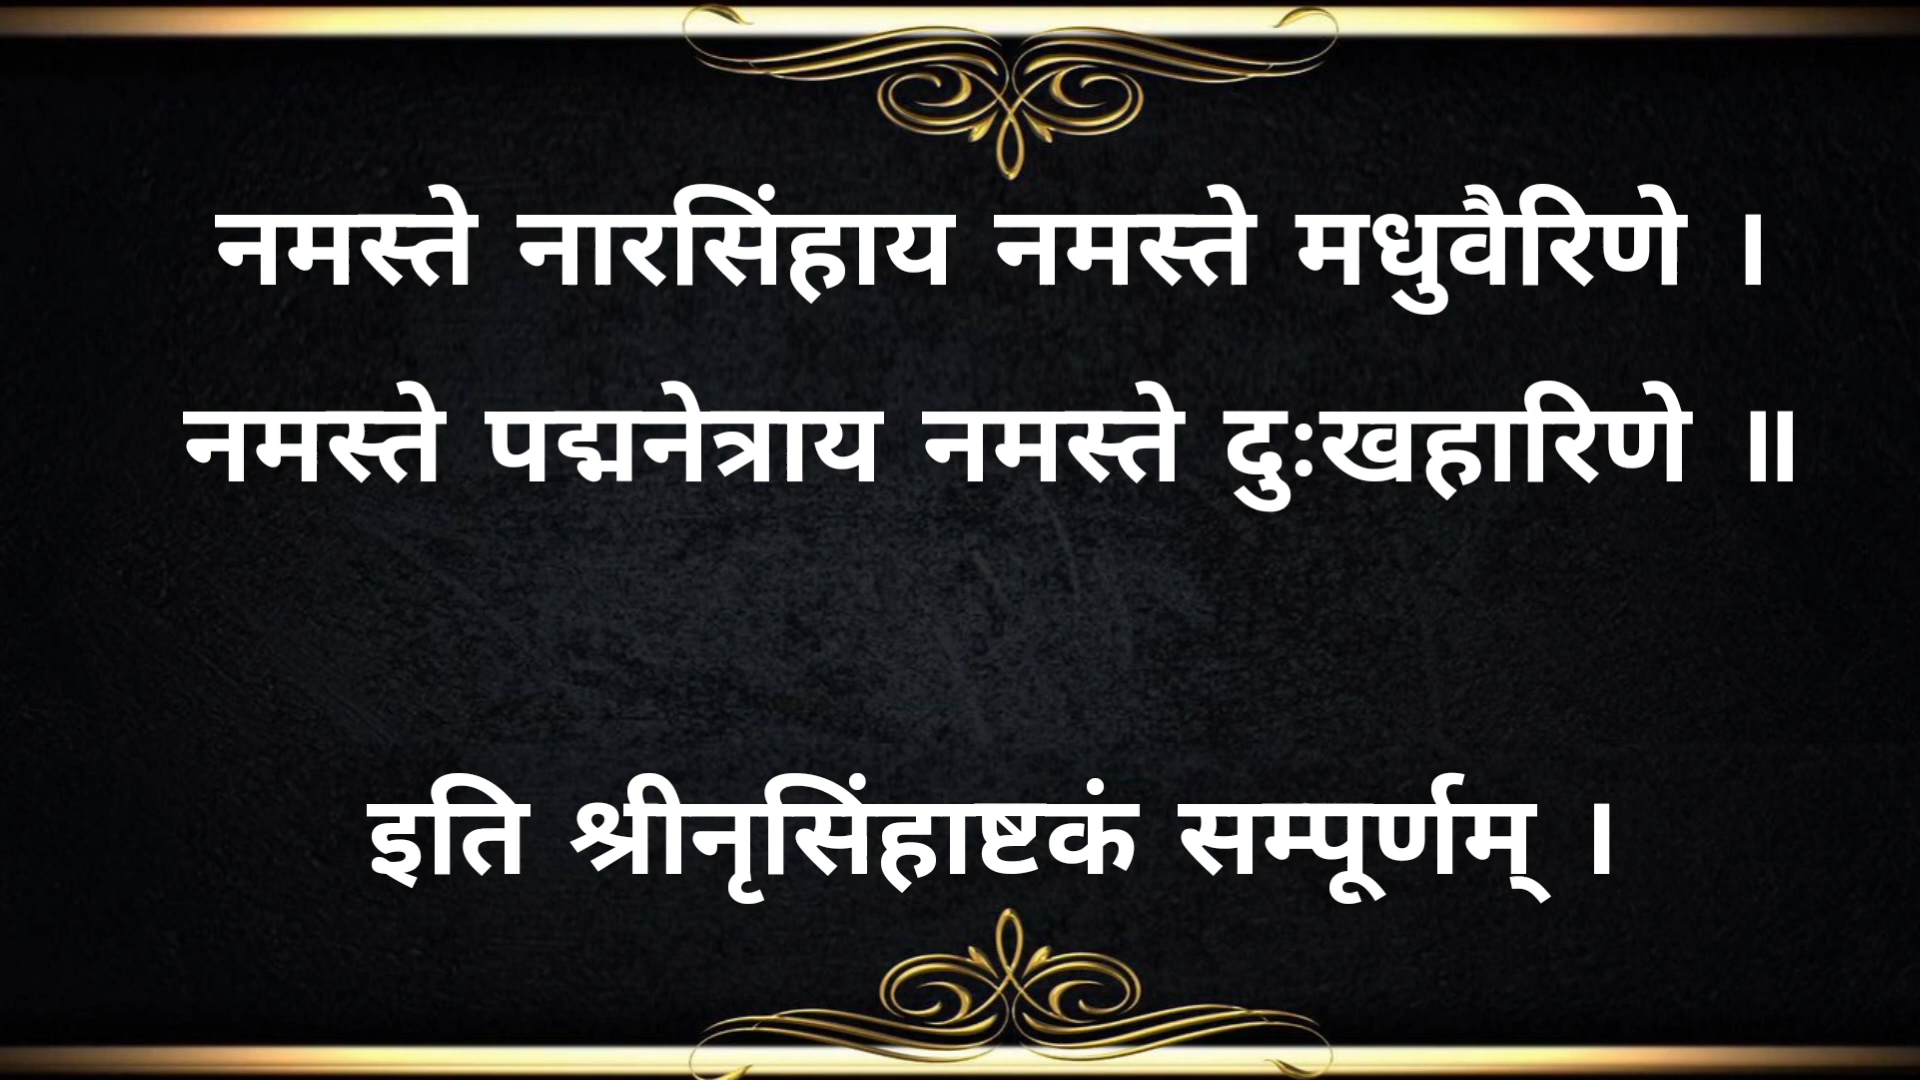 नमस्ते नारसिंहाय नमस्ते मधुवैरिणे ।
नमस्ते पद्मनेत्राय नमस्ते दुःखहारिणे ॥
इति श्रीनृसिंहाष्टकं सम्पूर्णम् ।